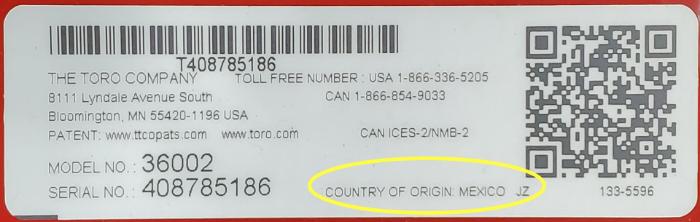 T408785186
THE TORO COMPANY TOLL FREE NUMBER : USA 1-866-336-5205
8111 Lyndale Avenue South CAN 1-866-854-9033
Bloomington, MN 55420-1196 USA
PATENT: www.ttcopats.com www.toro.com CAN ICES-2/NMB-2
MODEL NO.: 36002
SERIAL NO.: 408785186 COUNTRY OF ORIGIN: MEXICO JZ 133-5596